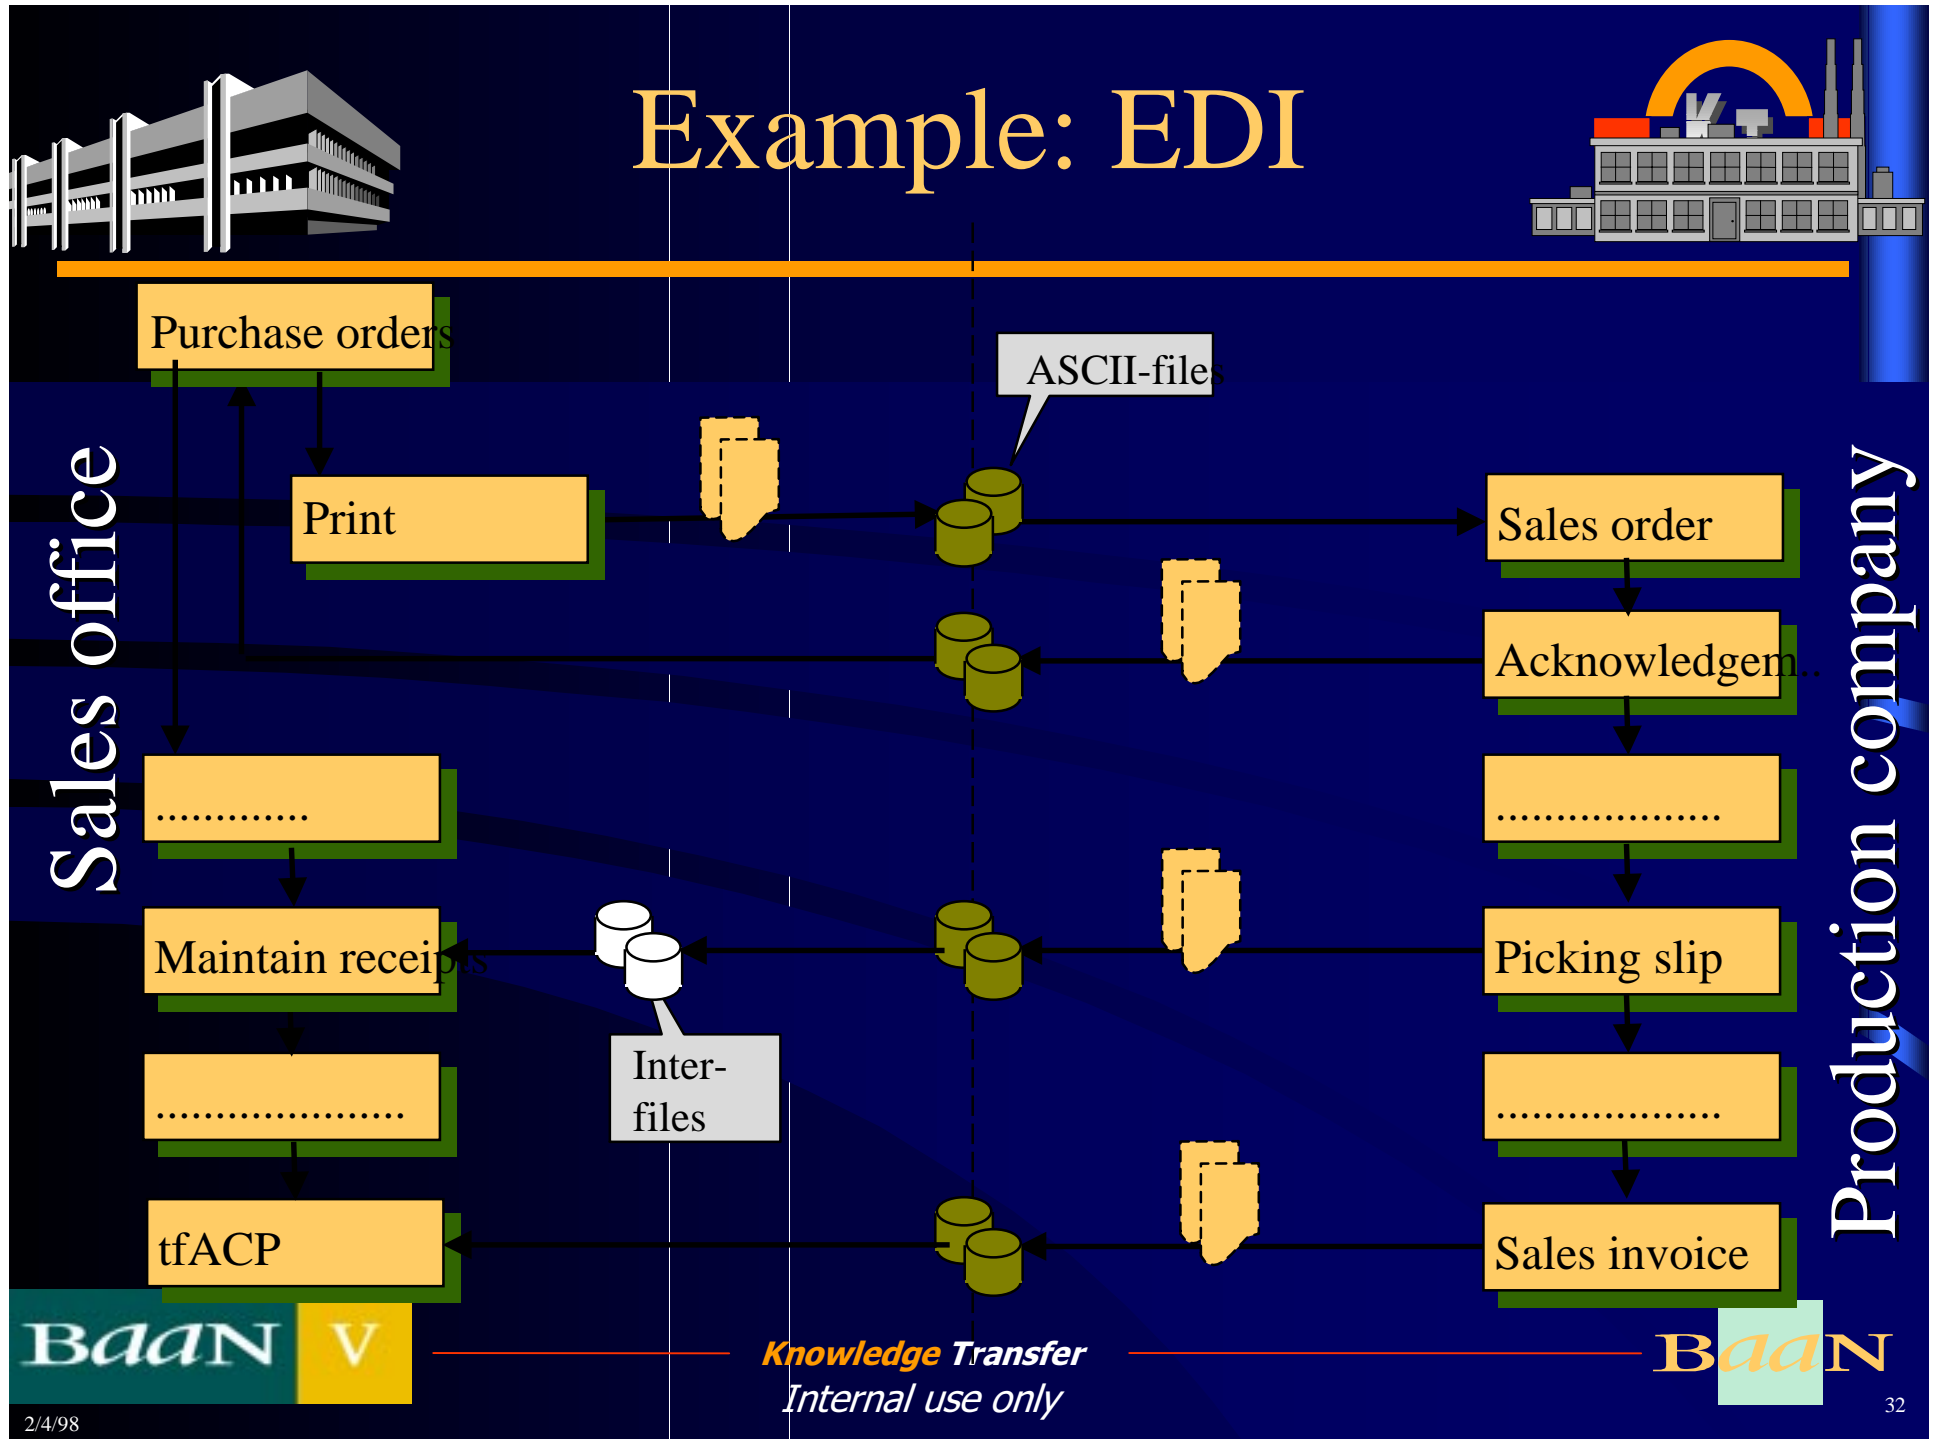 Example: EDI
Purchase orders
ASCII-files
Sales office
Production company
Print
Sales order
Acknowledgem..
.............
...................
Maintain receipts
Inter-
files
Picking slip
.....................
...................
tfACP
Sales invoice
BaaN V
Knowledge Transfer
Internal use only
BaaN
2/4/98
32